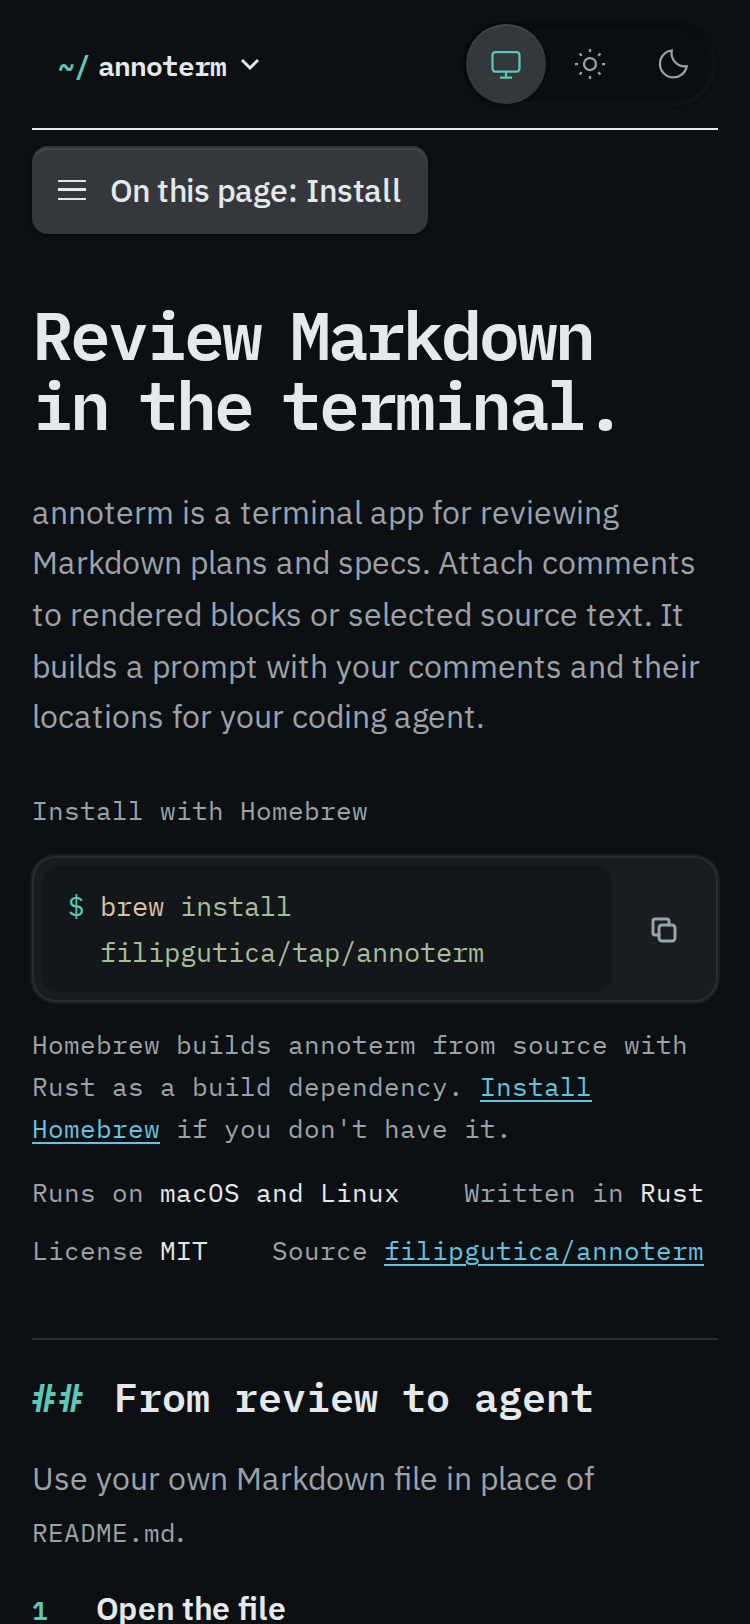 ~/ annoterm
On this page: Install
Review Markdown
in the terminal.
annoterm is a terminal app for reviewing
Markdown plans and specs. Attach comments
to rendered blocks or selected source text. It
builds a prompt with your comments and their
locations for your coding agent.
Install with Homebrew
$ brew install
filipgutica/tap/annoterm
Homebrew builds annoterm from source with
Rust as a build dependency. Install
Homebrew if you don't have it.
Runs on macOS and Linux Written in Rust
License MIT Source filipgutica/annoterm
## From review to agent
Use your own Markdown file in place of
README.md.
1 Open the file